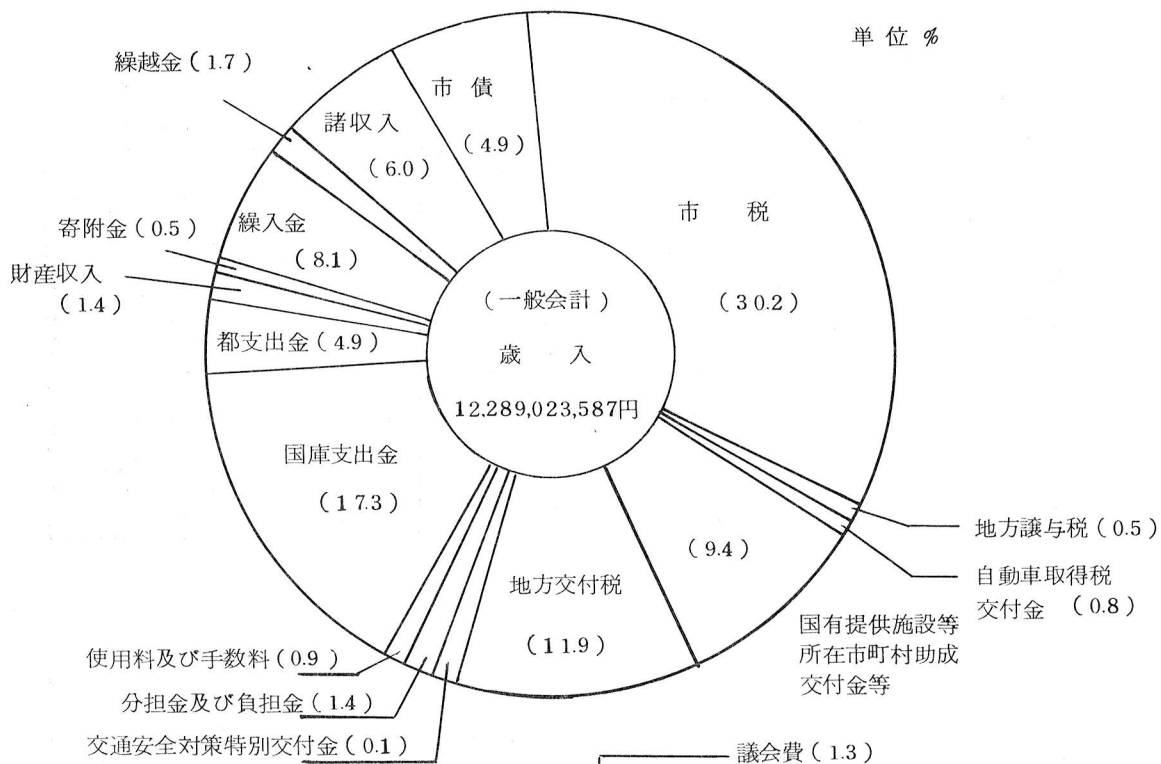 単位 %
繰越金(1.7)
市債
(4.9)
諸収入
(6.0)
市 税
(30.2)
繰入金
(8.1)
寄附金(0.5)
財産収入
(1.4)
都支出金(4.9)
(一般会計)
歳 入
12,289,023,587円
国庫支出金
(17.3)
地方譲与税(0.5)
自動車取得税
交付金 (0.8)
(9.4)
国有提供施設等
所在市町村助成
交付金等
地方交付税
(11.9)
使用料及び手数料(0.9)
分担金及び負担金(1.4)
交通安全対策特別交付金(0.1)
議会費(1.3)